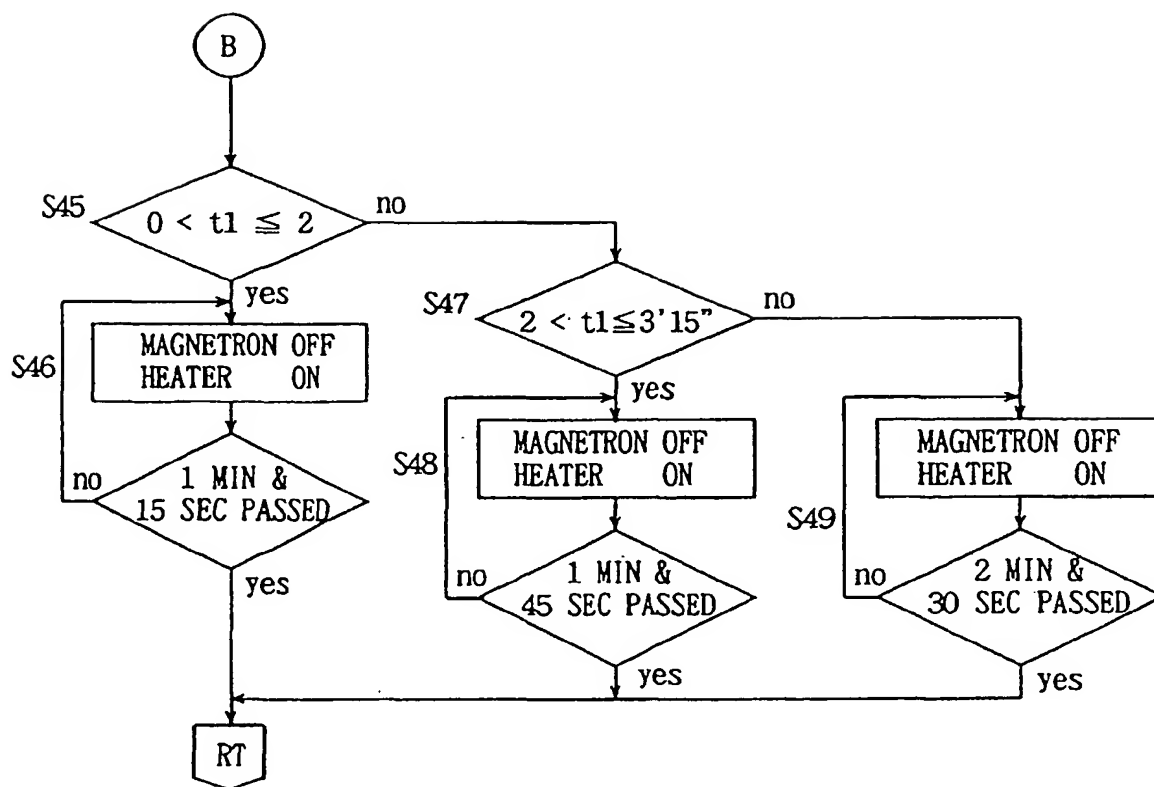 B
S45
0 < t1 ≦ 2
no
yes
S46
MAGNETRON OFF
HEATER ON
no
1 MIN &
15 SEC PASSED
yes
S47
2 < t1≦3'15"
no
yes
S48
MAGNETRON OFF
HEATER ON
no
1 MIN &
45 SEC PASSED
yes
S49
MAGNETRON OFF
HEATER ON
no
2 MIN &
30 SEC PASSED
yes
RT